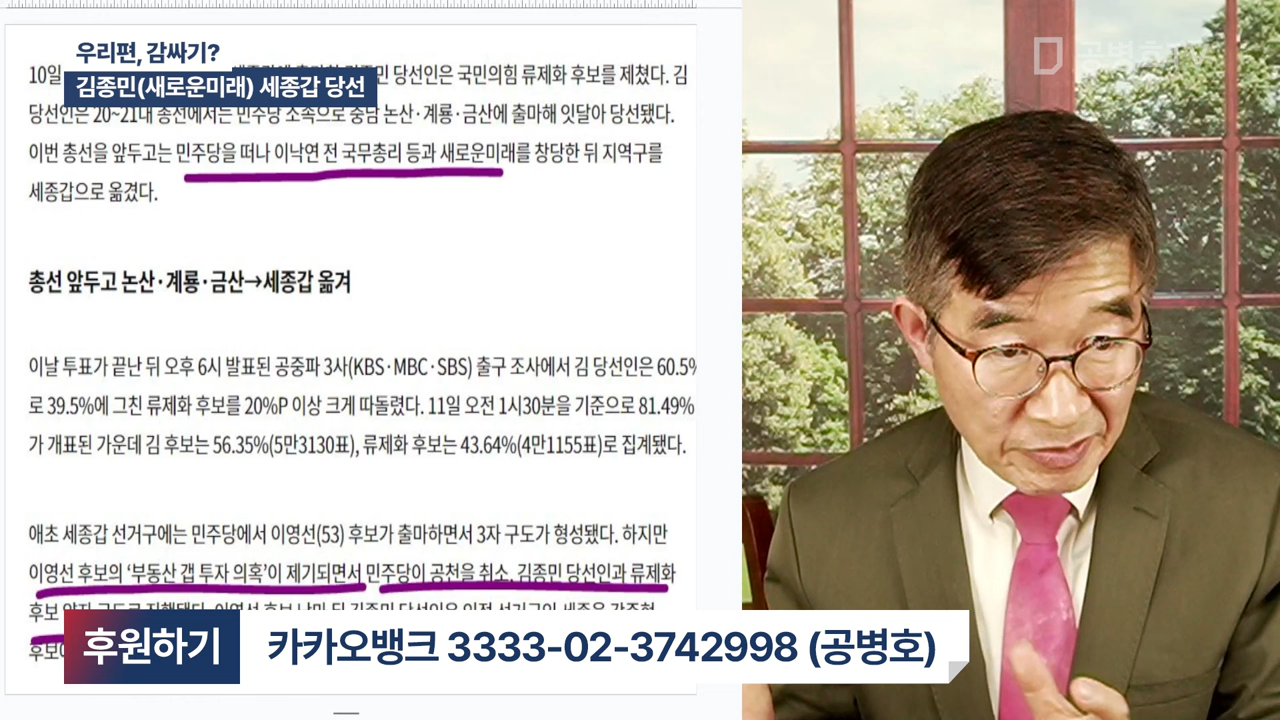 우리편, 감싸기?
김종민(새로운미래) 세종갑 당선
10일 민 당선인은 국민의힘 류제화 후보를 제쳤다. 김
당선인은 20~21대 총선에서는 민주당 소속으로 충남 논산·계룡·금산에 출마해 잇달아 당선됐다.
이번 총선을 앞두고는 민주당을 떠나 이낙연 전 국무총리 등과 새로운미래를 창당한 뒤 지역구를
세종갑으로 옮겼다.
총선 앞두고 논산·계룡·금산→세종갑 옮겨
이날 투표가 끝난 뒤 오후 6시 발표된 공중파 3사(KBS·MBC·SBS) 출구 조사에서 김 당선인은 60.5%
로 39.5%에 그친 류제화 후보를 20%P 이상 크게 따돌렸다. 11일 오전 1시30분을 기준으로 81.49%
가 개표된 가운데 김 후보는 56.35%(5만3130표), 류제화 후보는 43.64%(4만1155표)로 집계됐다.
애초 세종갑 선거구에는 민주당에서 이영선(53) 후보가 출마하면서 3자 구도가 형성됐다. 하지만
이영선 후보의 '부동산 갭 투자 의혹'이 제기되면서 민주당이 공천을 취소, 김종민 당선인과 류제화
후보
후보
후원하기 카카오뱅크 3333-02-3742998 (공병호)
공병호